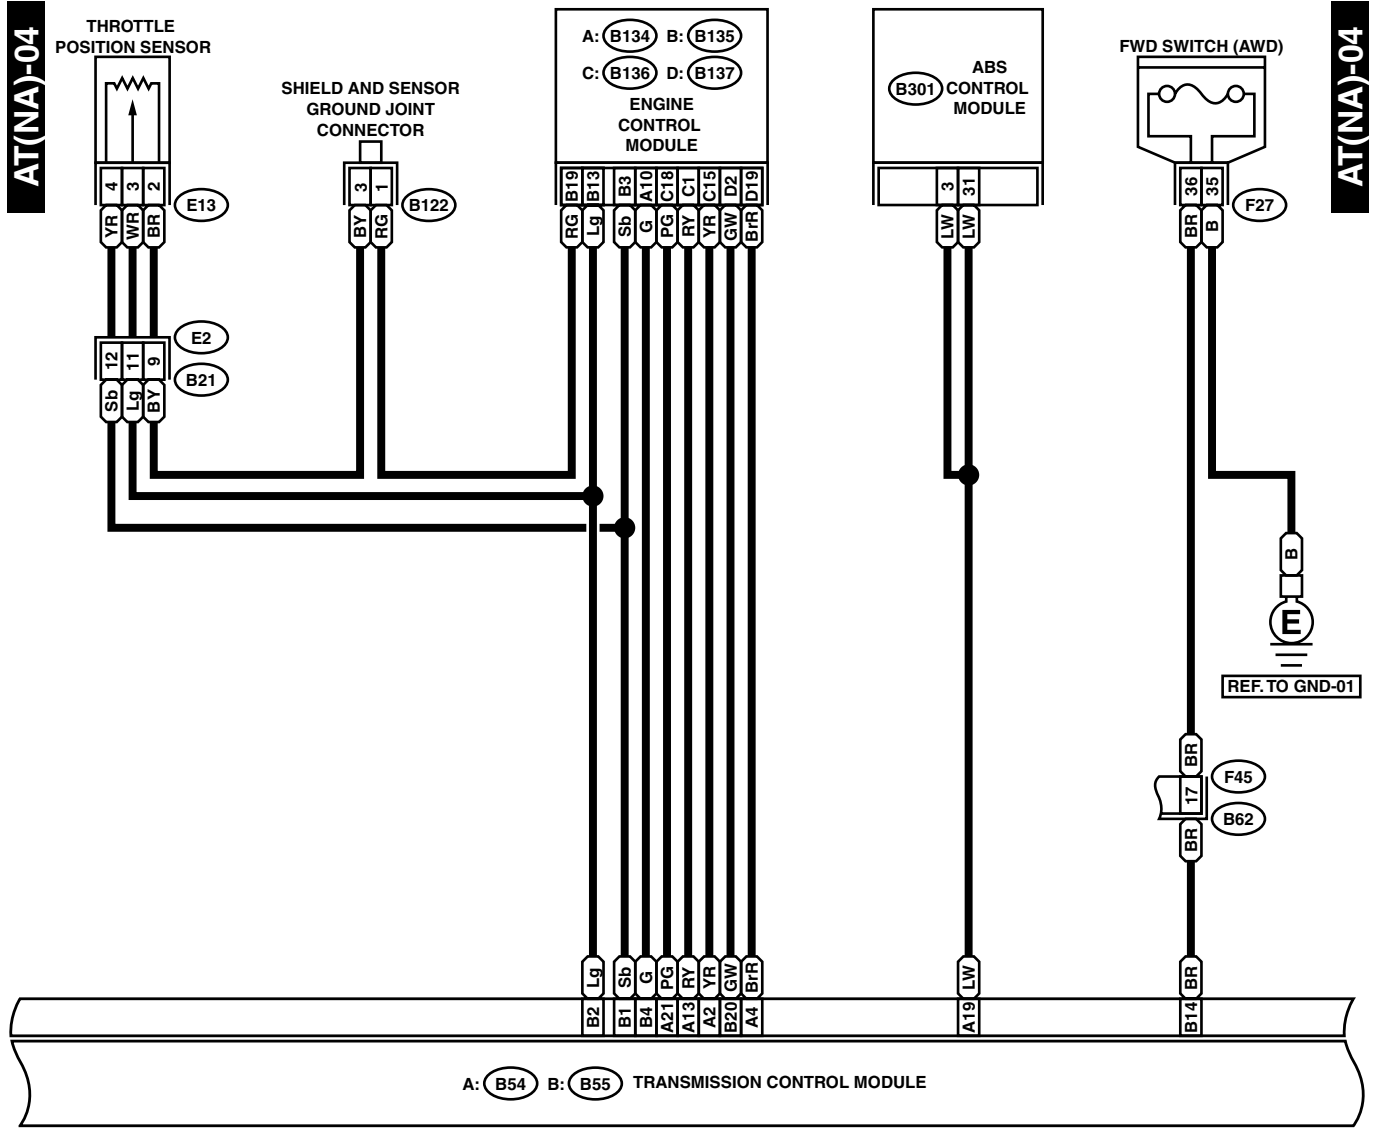 AT(NA)-04
AT(NA)-04
THROTTLE
POSITION SENSOR
4 3 2
E13
YR WR BR
E2
12 11 9
B21
Sb Lg BY
SHIELD AND SENSOR
GROUND JOINT
CONNECTOR
3 1
B122
BY RG
A: B134 B: B135
C: B136 D: B137
ENGINE
CONTROL
MODULE
B19 B13 B3 A10 C18 C1 C15 D2 D19
RG Lg Sb G PG RY YR GW BrR
B301
ABS
CONTROL
MODULE
3 31
LW LW
FWD SWITCH (AWD)
36 35
F27
BR B
B
E
REF. TO GND-01
BR
F45
17
B62
BR
Lg Sb G PG RY YR GW BrR LW BR
B2 B1 B4 A21 A13 A2 B20 A4 A19 B14
A: B54 B: B55 TRANSMISSION CONTROL MODULE